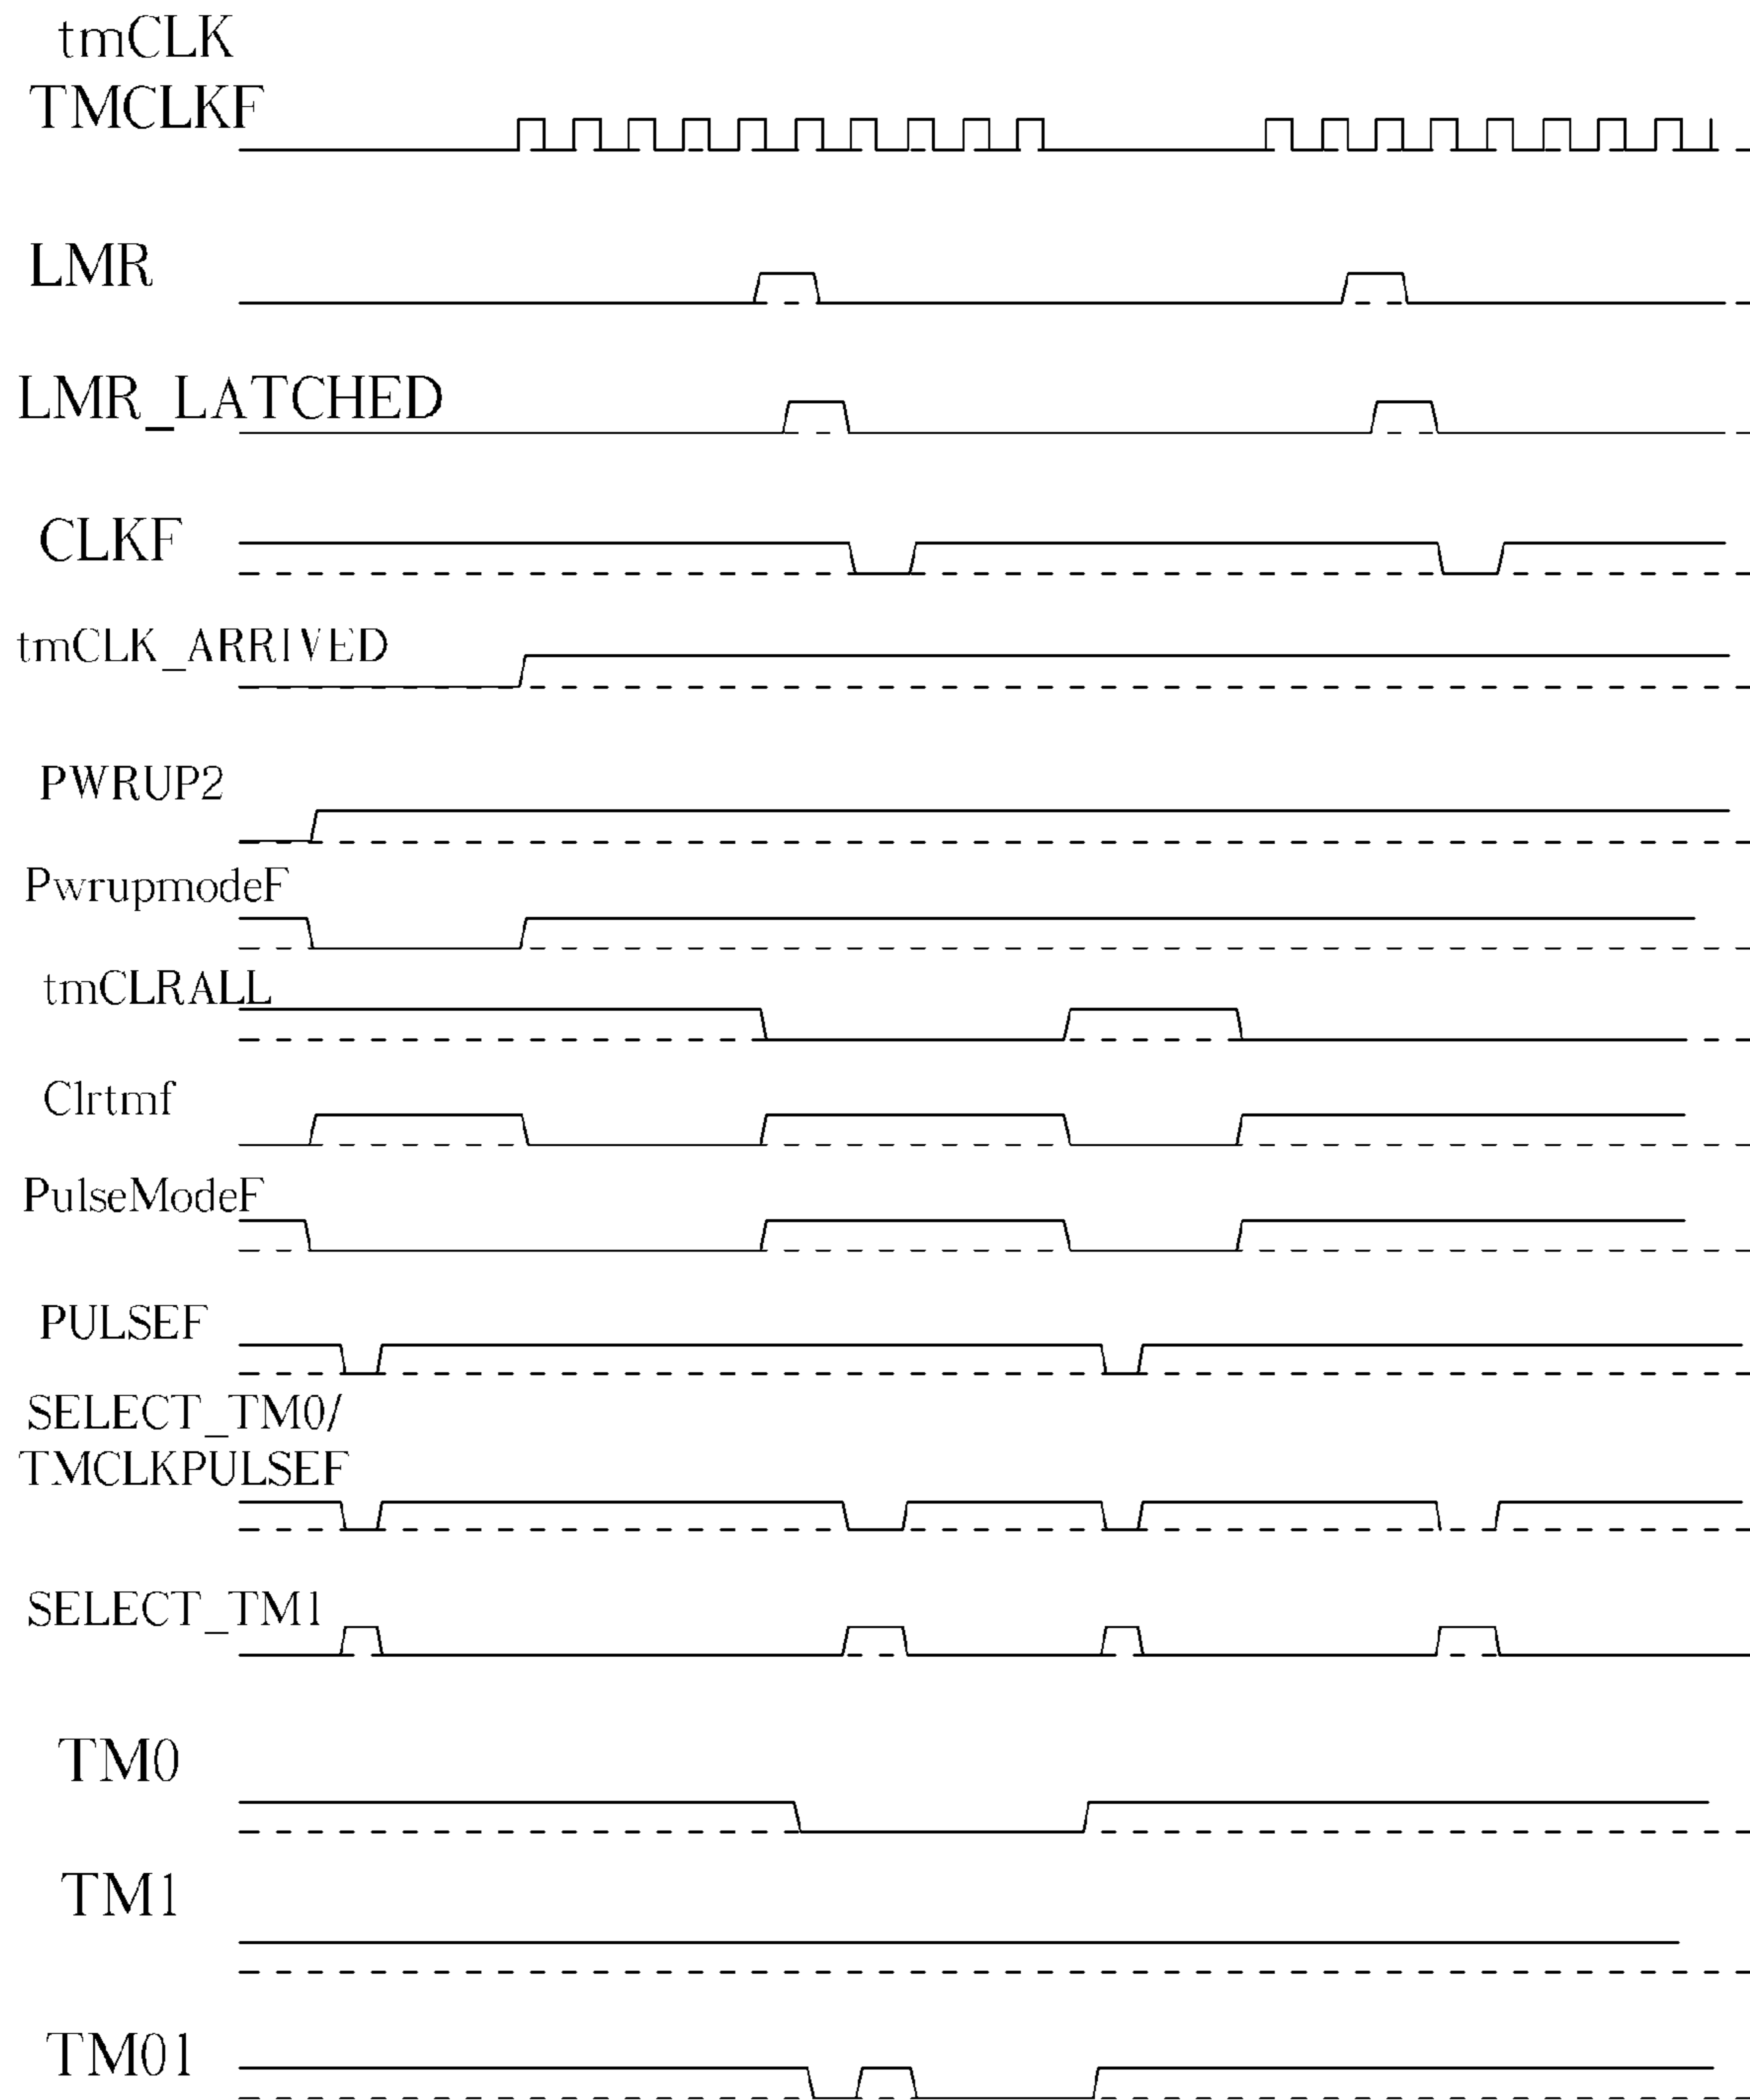 tmCLK
TMCLKF
LMR
LMR_LATCHED
CLKF
tmCLK_ARRIVED
PWRUP2
PwrupmodeF
tmCLRALL
Clrtmf
PulseModeF
PULSEF
SELECT_TM0/
TMCLKPULSEF
SELECT_TM1
TM0
TM1
TM01